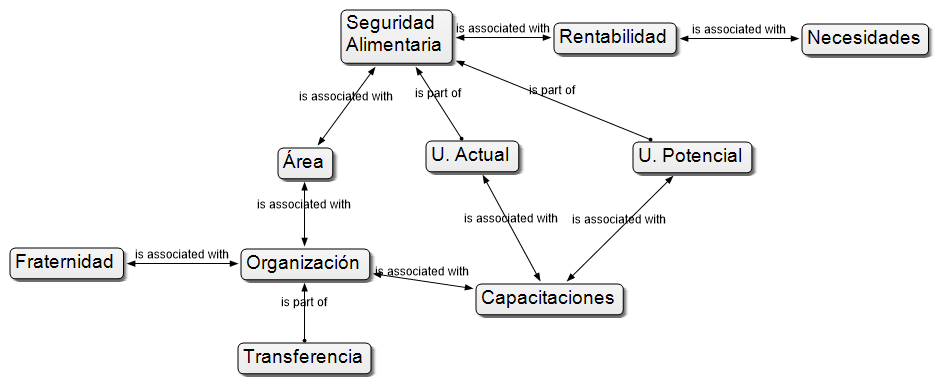 Seguridad
Alimentaria
is associated with
Rentabilidad
is associated with
Necesidades
is associated with
is part of
is part of
Área
U. Actual
U. Potencial
is associated with
is associated with
is associated with
Fraternidad
is associated with
Organización
is associated with
Capacitaciones
is part of
Transferencia